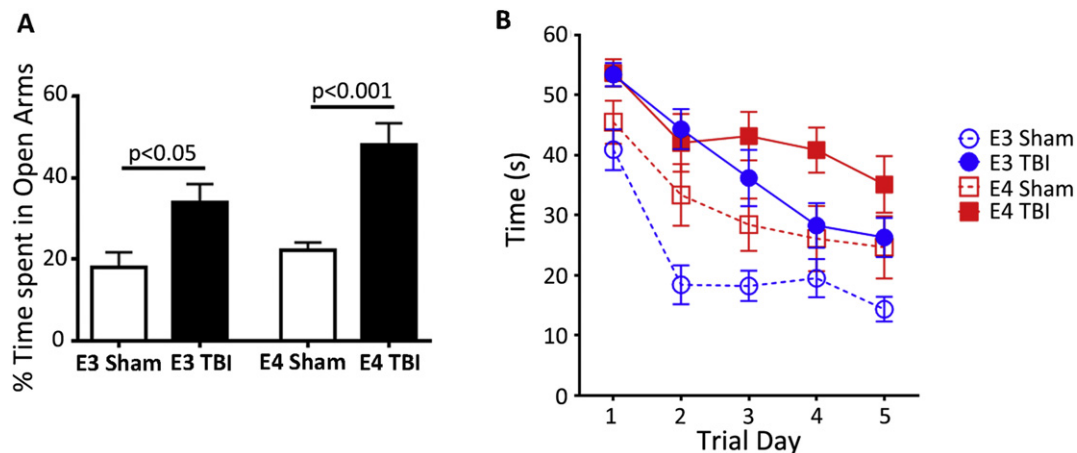 A
% Time spent in Open Arms
60
40
20
0
p<0.05
p<0.001
E3 Sham E3 TBI E4 Sham E4 TBI
B
Time (s)
60
50
40
30
20
10
0
1 2 3 4 5
Trial Day
E3 Sham
E3 TBI
E4 Sham
E4 TBI